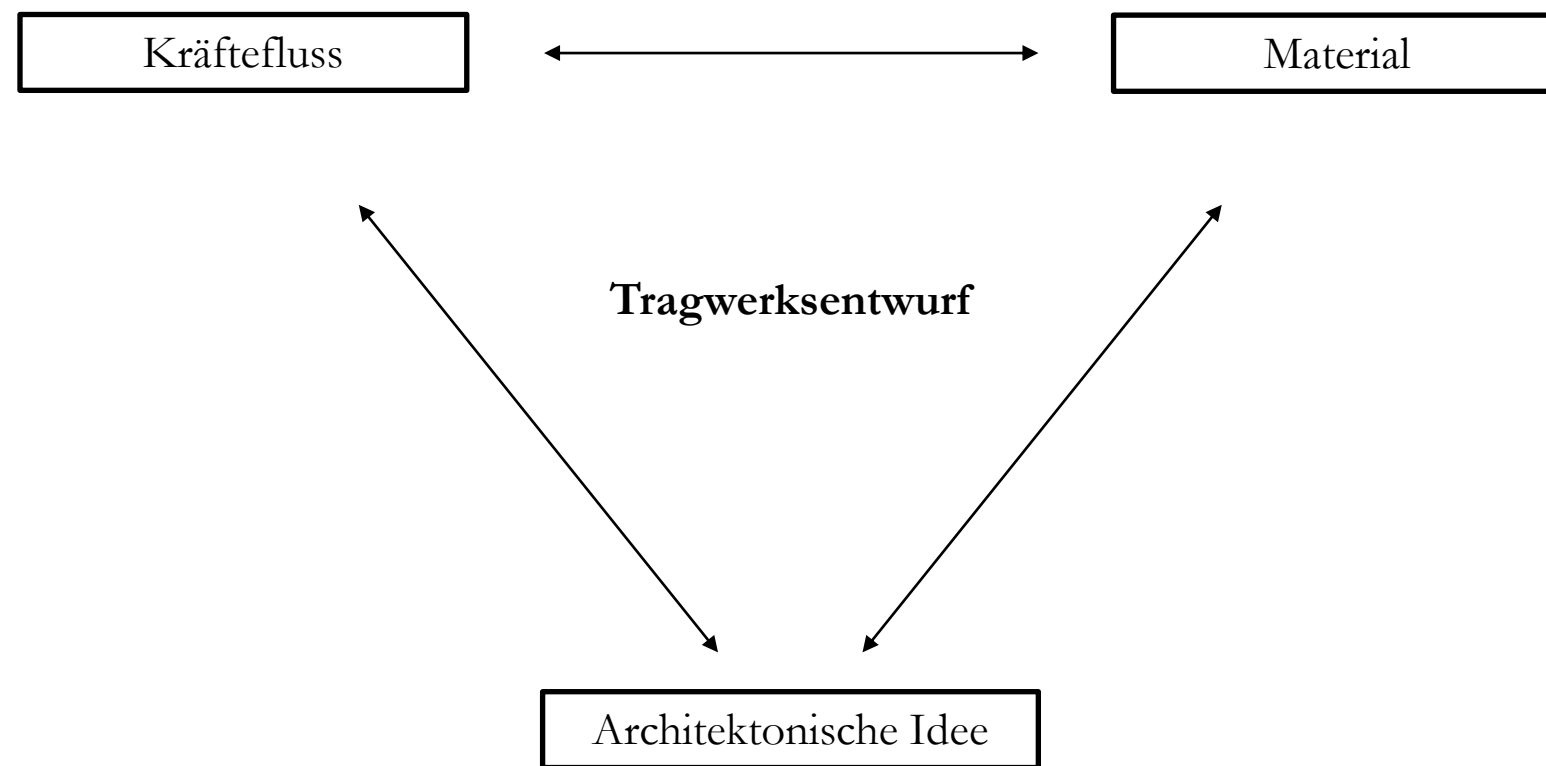 Kräftefluss
Material
Tragwerksentwurf
Architektonische Idee